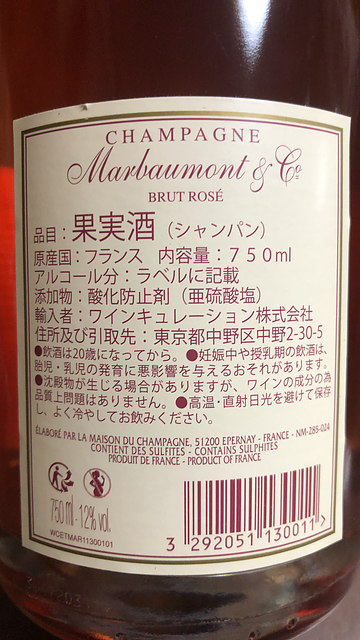 CHAMPAGNE
Marbaumont & Co
BRUT ROSÉ
品目：果実酒（シャンパン）
原産国：フランス　内容量：７５０ml
アルコール分：ラベルに記載
添加物：酸化防止剤（亜硫酸塩）
輸入者：ワインキュレーション株式会社
住所及び引取先：東京都中野区中野2-30-5
●飲酒は20歳になってから。●妊娠中や授乳期の飲酒は、
胎児・乳児の発育に悪影響を与えるおそれがあります。
●沈殿物が生じる場合がありますが、ワインの成分の為
品質上問題はありません。●高温・直射日光を避けて保存
し、よく冷やしてお飲みください。
ÉLABORÉ PAR LA MAISON DU CHAMPAGNE, 51200 EPERNAY - FRANCE - NM-285-024
CONTIENT DES SULFITES - CONTAINS SULPHITES
PRODUIT DE FRANCE - PRODUCT OF FRANCE
750 ml - 12% vol.
WCETMAR11300101
3 292051 130011 >